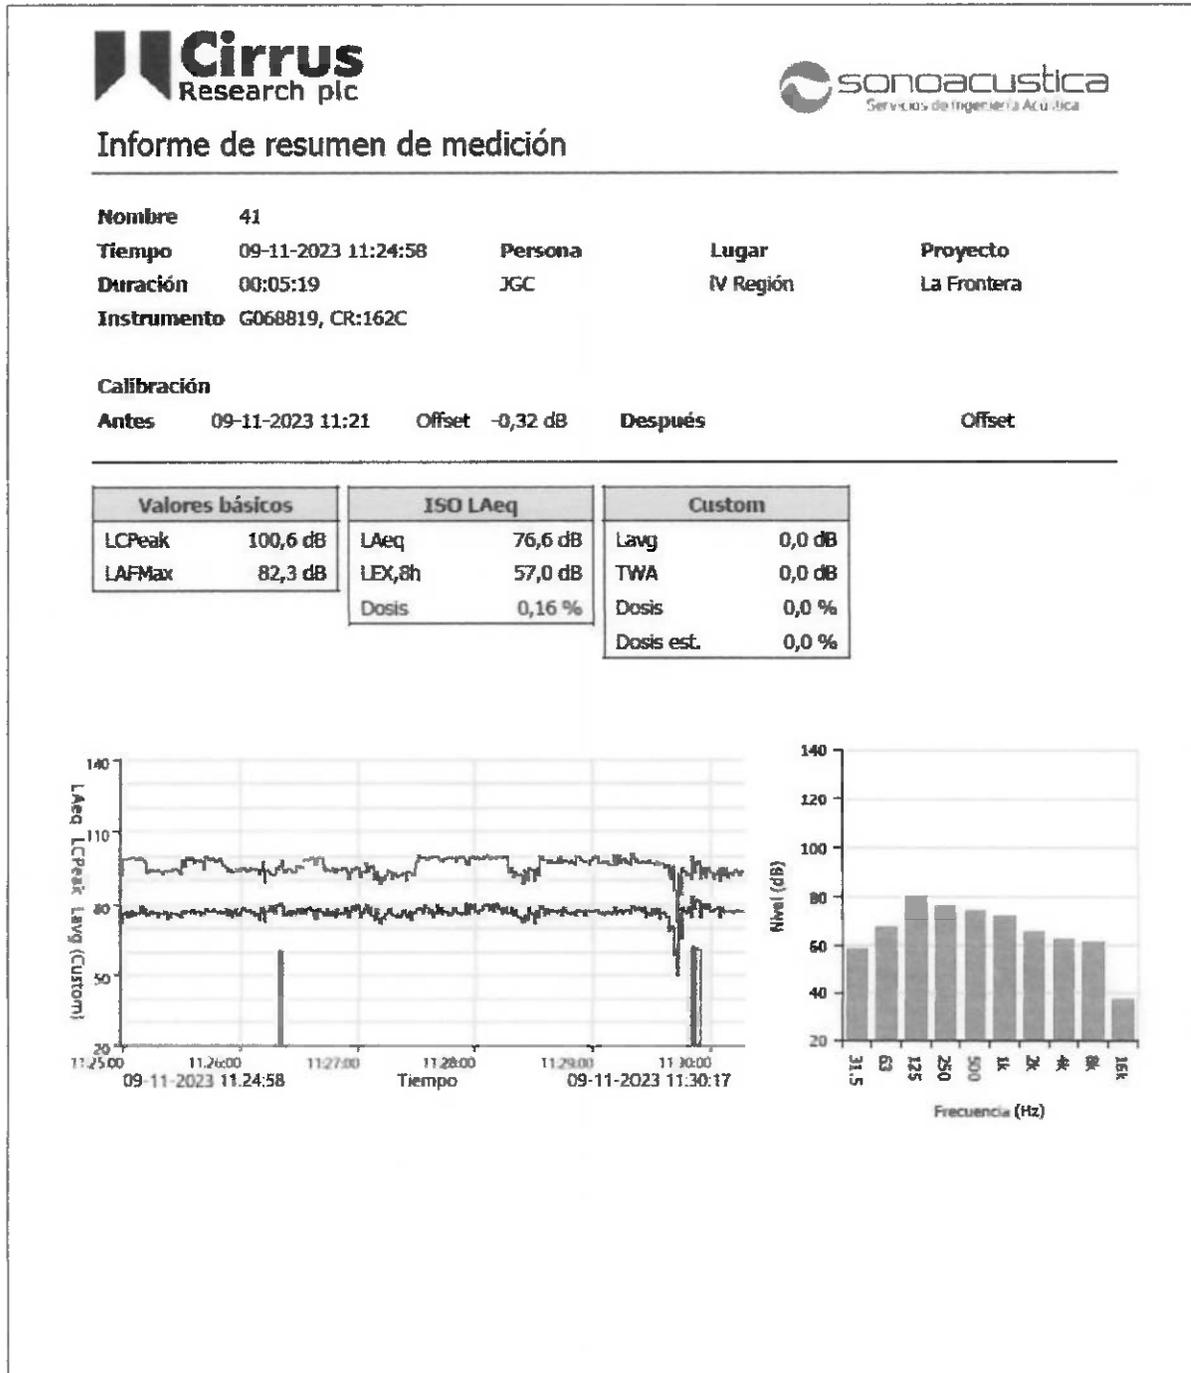 Cirrus
Research plc
sonoacustica
Servicios de Ingeniería Acústica
Informe de resumen de medición
Nombre 41
Tiempo 09-11-2023 11:24:58 Persona Lugar Proyecto
Duración 00:05:19 JGC IV Región La Frontera
Instrumento G068819, CR:162C
Calibración
Antes 09-11-2023 11:21 Offset -0,32 dB Después Offset
Valores básicos ISO LAeq Custom
LCPeak 100,6 dB LAeq 76,6 dB Lavg 0,0 dB
LAFMax 82,3 dB LEX,8h 57,0 dB TWA 0,0 dB
Dosis 0,16 % Dosis 0,0 %
Dosis est. 0,0 %
LAeq LCPeak Lavg (Custom)
140
110
80
50
20
11:25:00 11:26:00 11:27:00 11:28:00 11:29:00 11:30:00
09-11-2023 11:24:58 Tiempo 09-11-2023 11:30:17
Nivel (dB)
140
120
100
80
60
40
20
31.5 63 125 250 500 1k 2k 4k 8k 16k
Frecuencia (Hz)